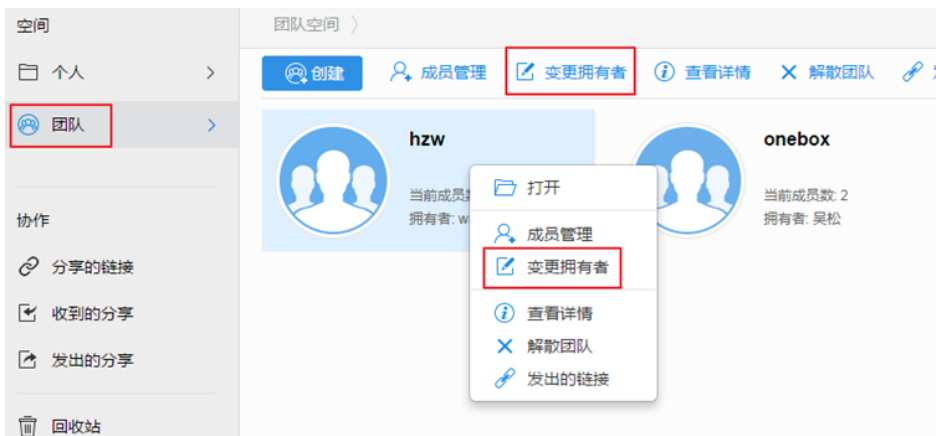 空间
个人
团队
协作
分享的链接
收到的分享
发出的分享
回收站
团队空间
创建 成员管理 变更拥有者 查看详情 解散团队
hzw
当前成员数
拥有者: w
onebox
当前成员数: 2
拥有者: 吴松
打开
成员管理
变更拥有者
查看详情
解散团队
发出的链接